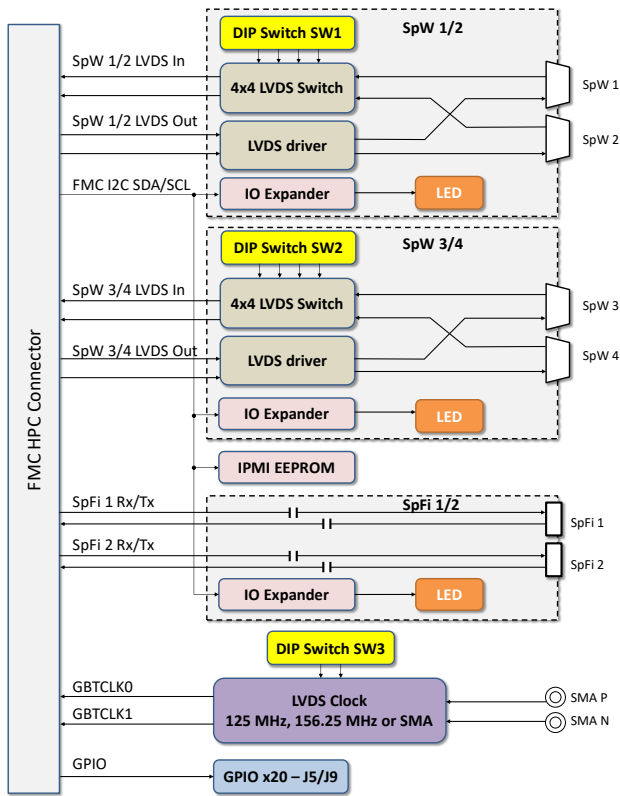 DIP Switch SW1
SpW 1/2
SpW 1/2 LVDS In
4x4 LVDS Switch
SpW 1
SpW 1/2 LVDS Out
LVDS driver
SpW 2
FMC I2C SDA/SCL
IO Expander
LED
DIP Switch SW2
SpW 3/4
SpW 3/4 LVDS In
4x4 LVDS Switch
SpW 3
SpW 3/4 LVDS Out
LVDS driver
SpW 4
IO Expander
LED
FMC HPC Connector
IPMI EEPROM
SpFi 1 Rx/Tx
SpFi 1/2
SpFi 1
SpFi 2 Rx/Tx
SpFi 2
IO Expander
LED
DIP Switch SW3
GBTCLK0
LVDS Clock
125 MHz, 156.25 MHz or SMA
SMA P
GBTCLK1
SMA N
GPIO
GPIO x20 – J5/J9